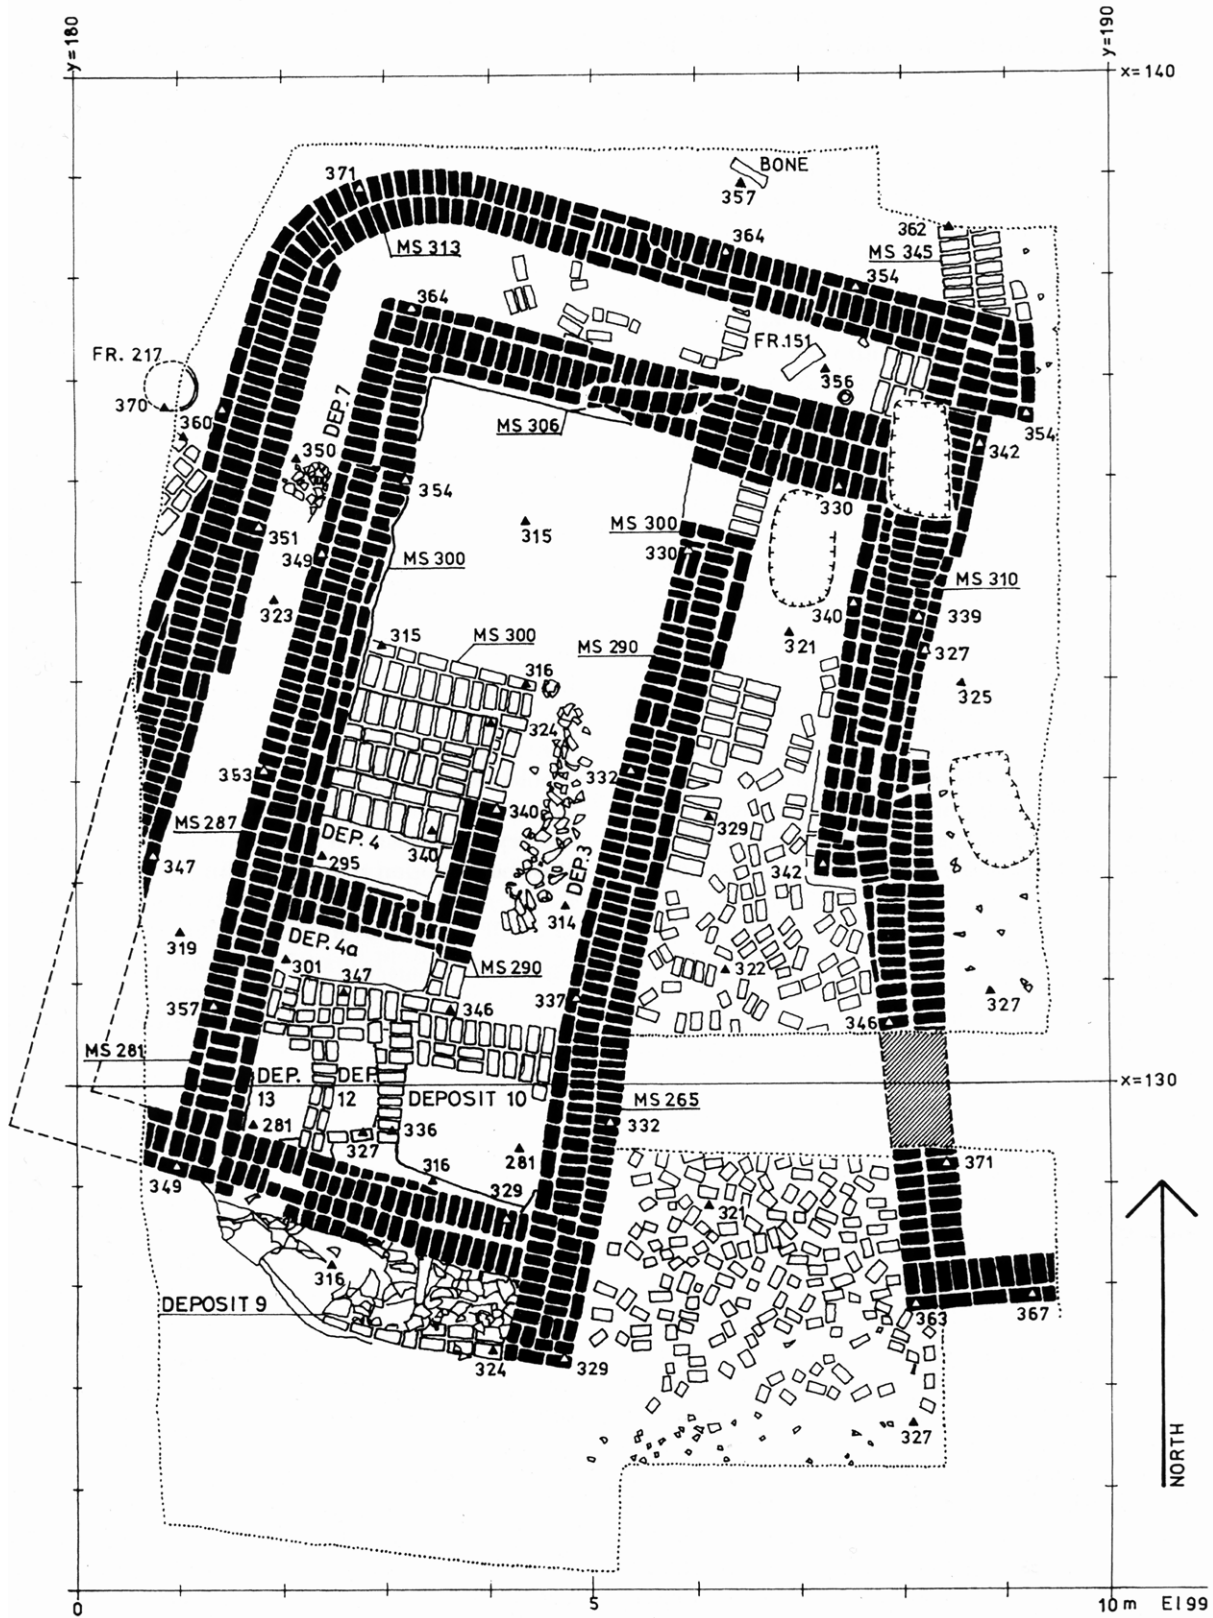 y=180
y=190
x=140
BONE
357
371
362
MS 345
MS 313
364
354
364
FR. 151
FR. 217
356
370
360
DEP. 7
MS 306
354
342
350
354
330
315
MS 300
351
349
330
MS 300
MS 310
323
340
339
321
315
MS 300
MS 290
327
316
325
324
353
332
340
MS 287
329
DEP. 4
340
295
DEP. 3
347
342
314
319
DEP. 4a
301
347
MS 290
322
327
337
357
346
346
MS 281
x=130
DEP.
13
DEP.
12
DEPOSIT 10
MS 265
281
336
332
327
281
316
371
349
329
321
316
DEPOSIT 9
363
367
324
329
327
NORTH
0
5
10 m
E199